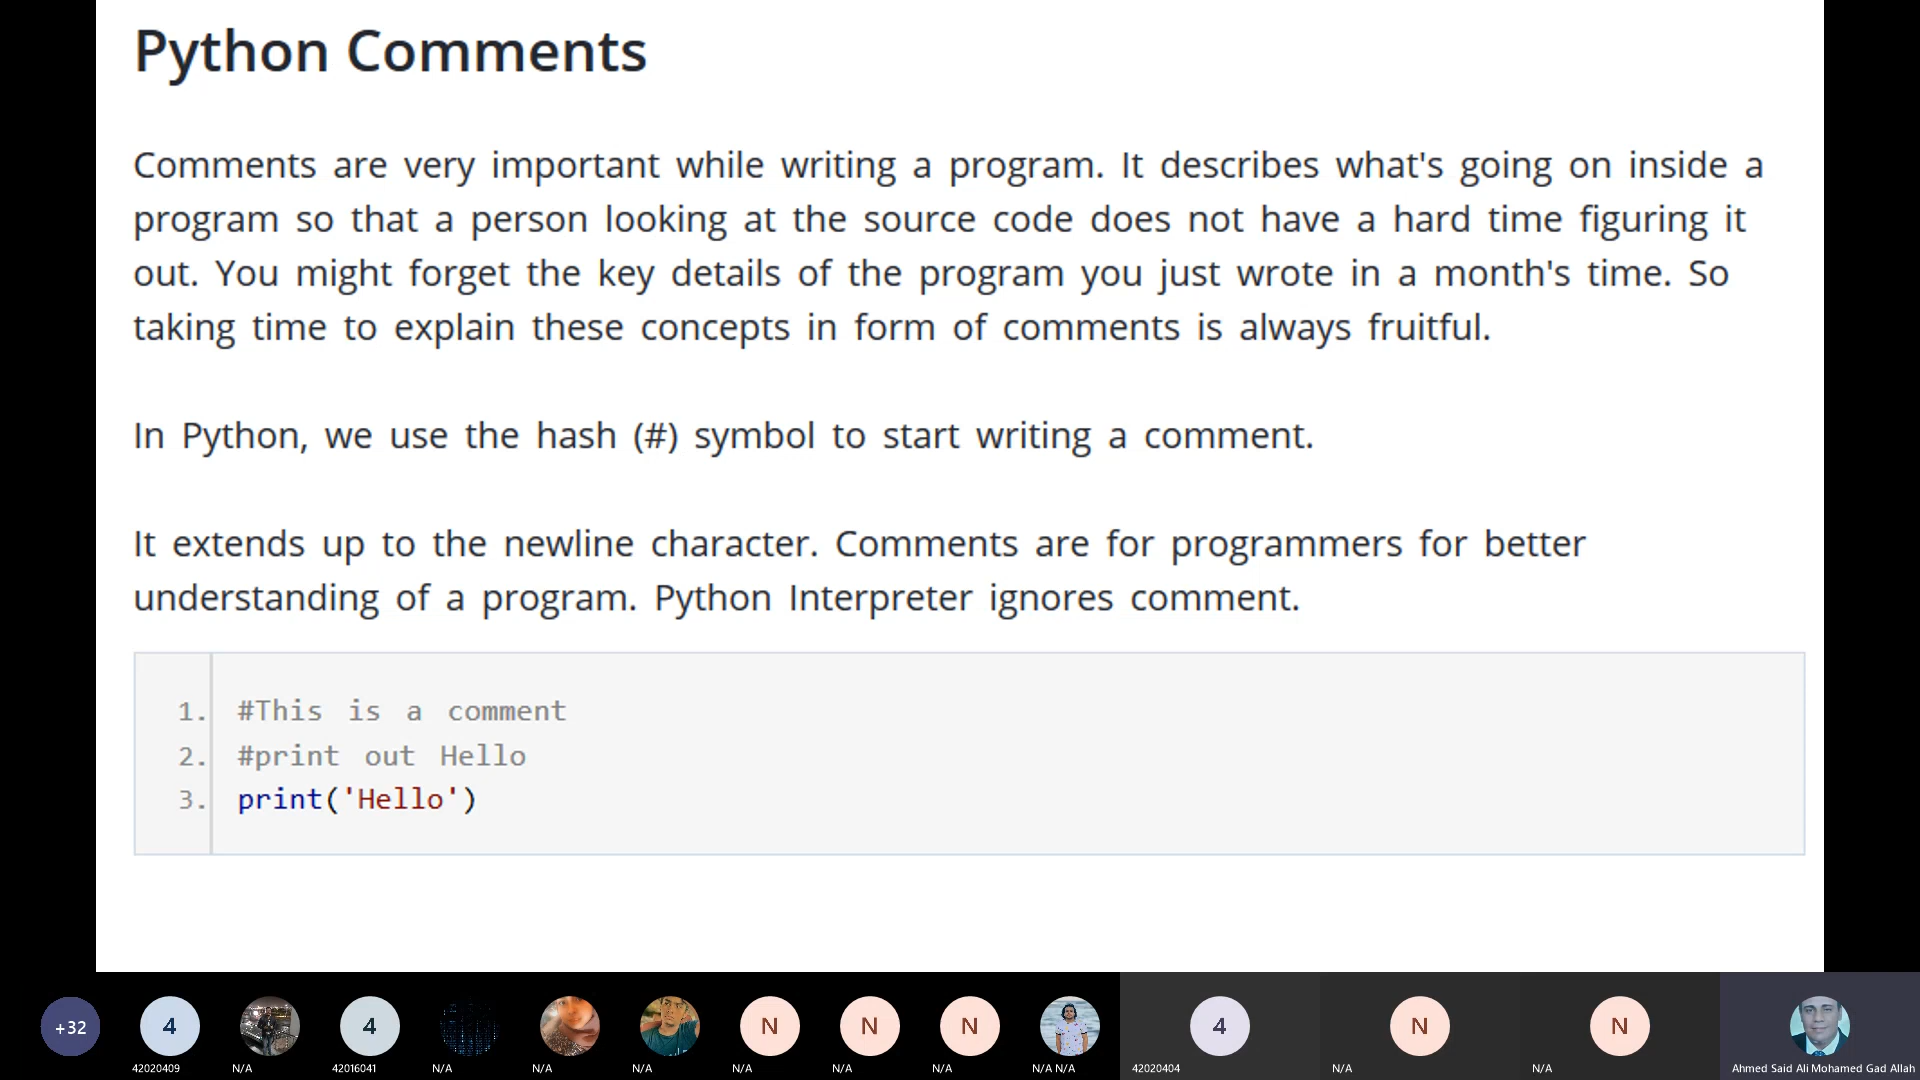 Python Comments
Comments are very important while writing a program. It describes what's going on inside a
program so that a person looking at the source code does not have a hard time figuring it
out. You might forget the key details of the program you just wrote in a month's time. So
taking time to explain these concepts in form of comments is always fruitful.
In Python, we use the hash (#) symbol to start writing a comment.
It extends up to the newline character. Comments are for programmers for better
understanding of a program. Python Interpreter ignores comment.
1. #This is a comment
2. #print out Hello
3. print('Hello')
+32 4 4 N N N 4 N N
42020409 N/A 42016041 N/A N/A N/A N/A N/A N/A N/A N/A 42020404 N/A N/A Ahmed Said Ali Mohamed Gad Allah